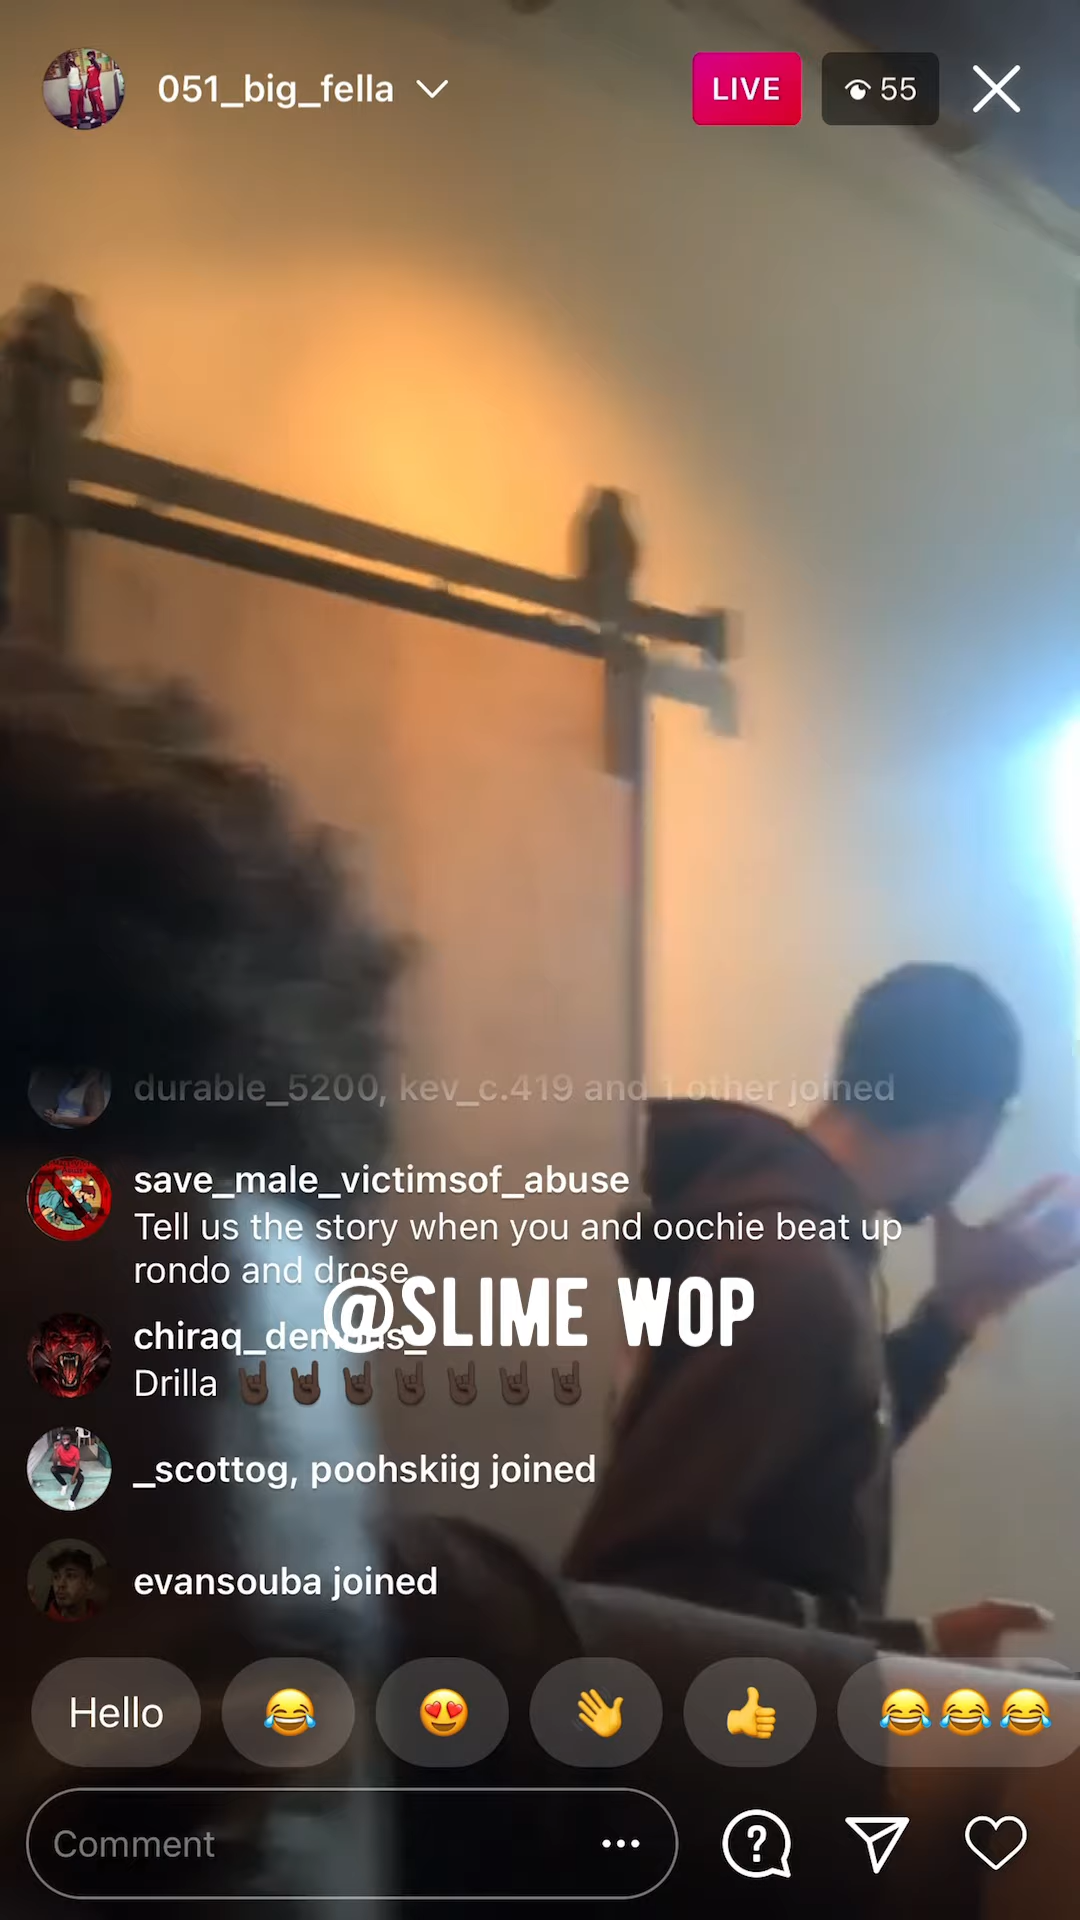 051_big_fella
LIVE
55
durable_5200, kev_c.419 and 1 other joined
save_male_victimsof_abuse
Tell us the story when you and oochie beat up
rondo and drose
@SLIME WOP
chiraq_demons_
Drilla 🤘🏿🤘🏿🤘🏿🤘🏿🤘🏿🤘🏿🤘🏿
_scottog, poohskiig joined
evansouba joined
Hello 😂 😍 👋 👍 😂😂😂
Comment